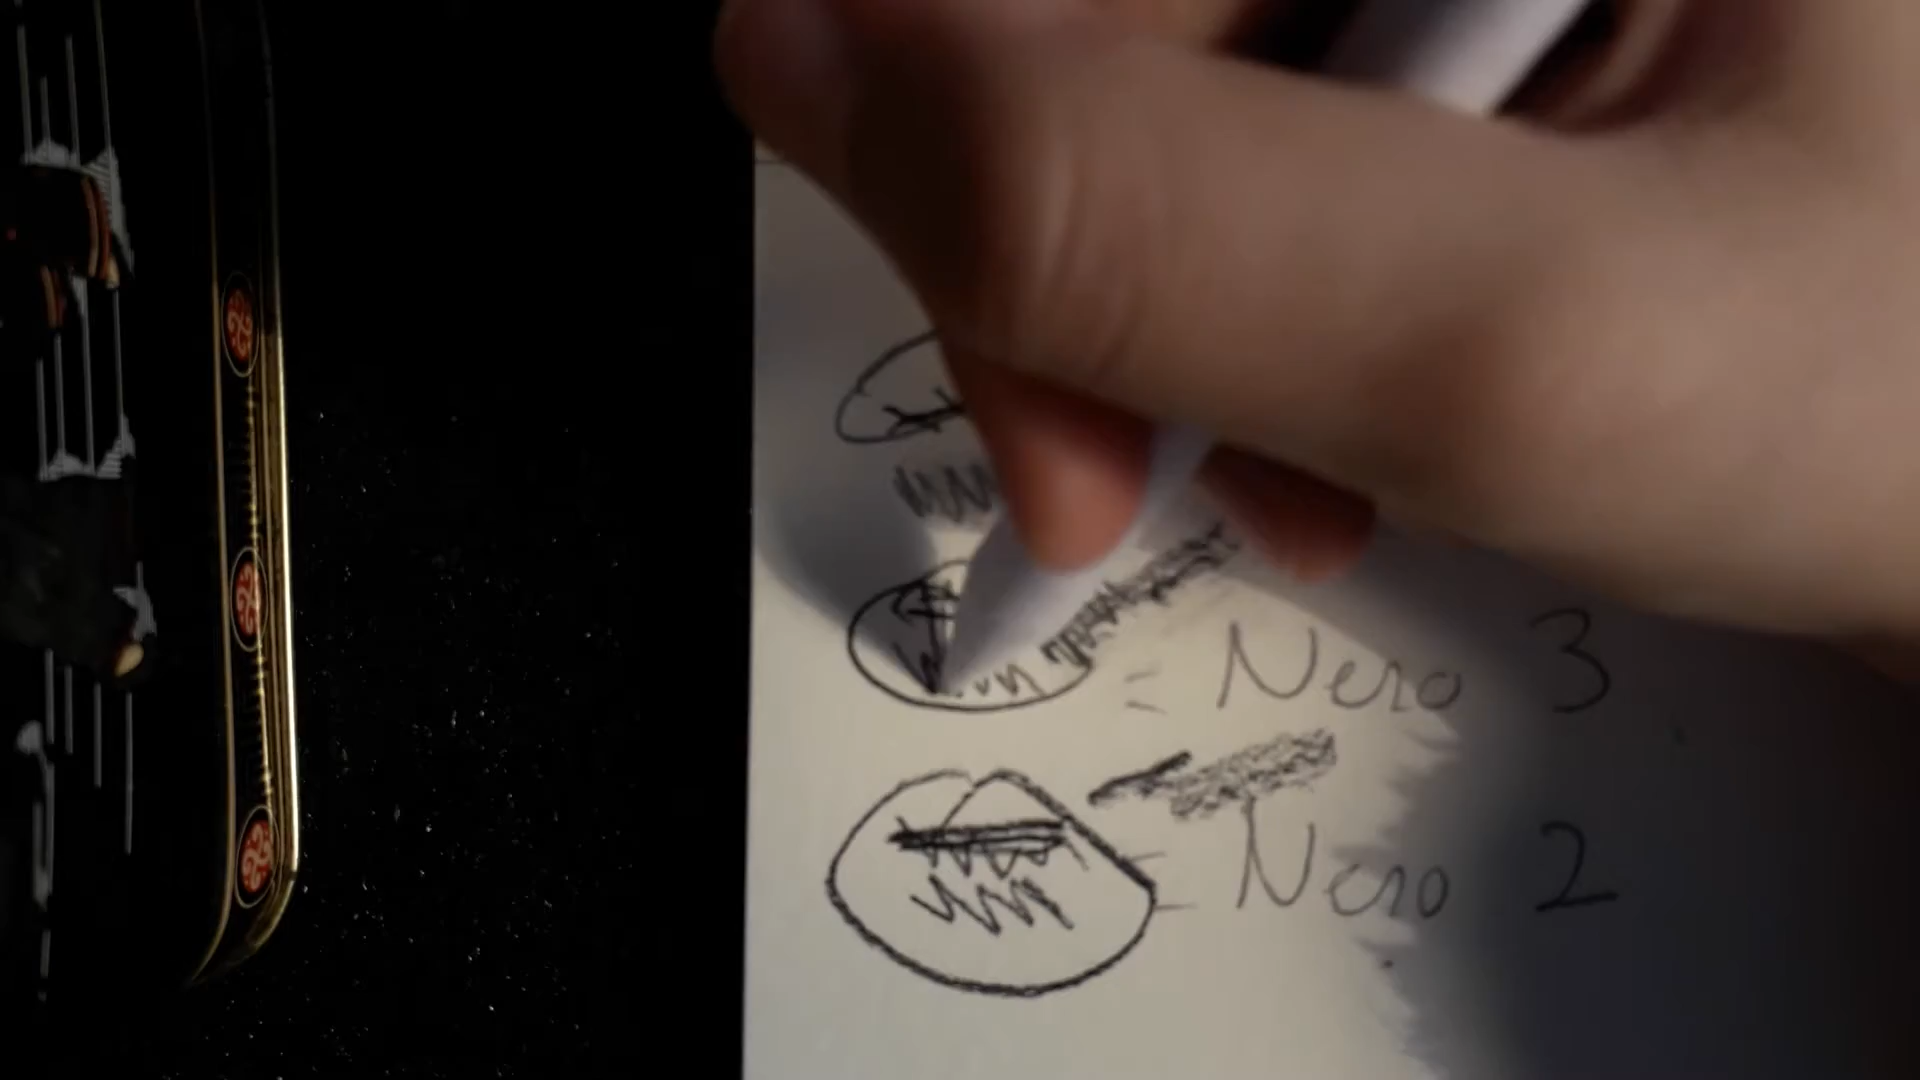 = Nero 3
= Nero 2